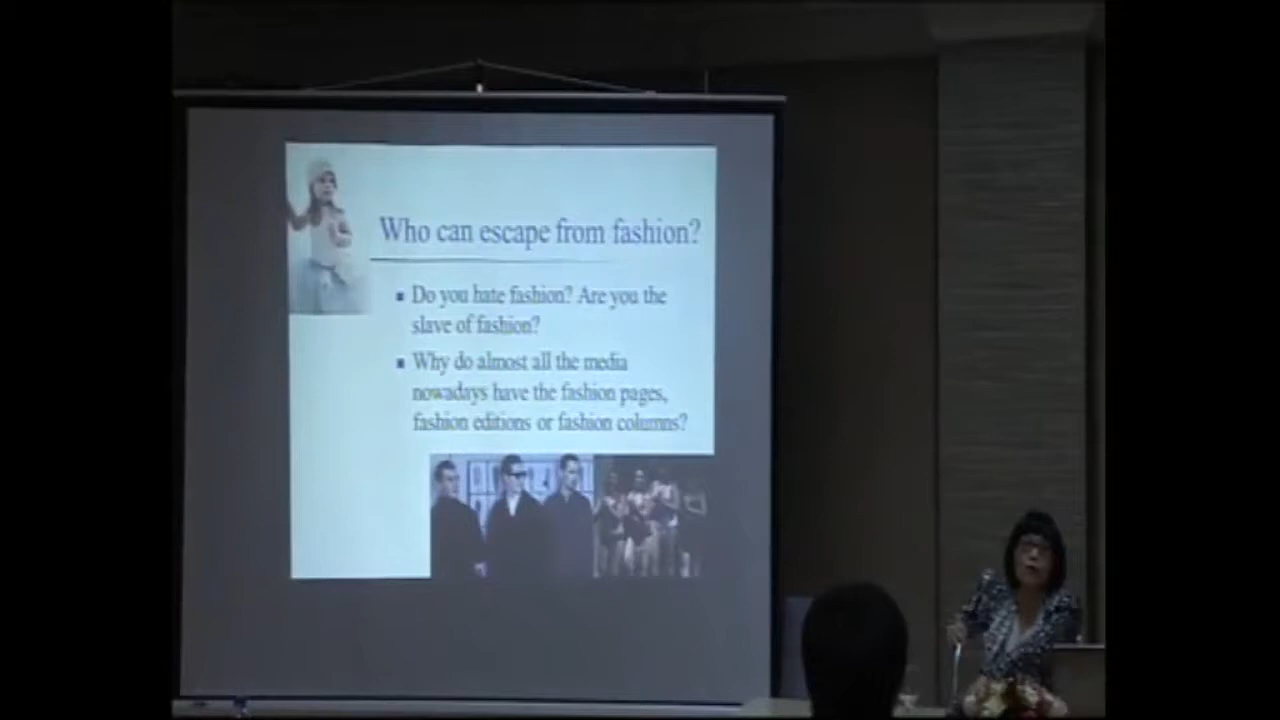 Who can escape from fashion?
Do you hate fashion? Are you the
slave of fashion?
Why do almost all the media
nowadays have the fashion pages,
fashion editions or fashion columns?